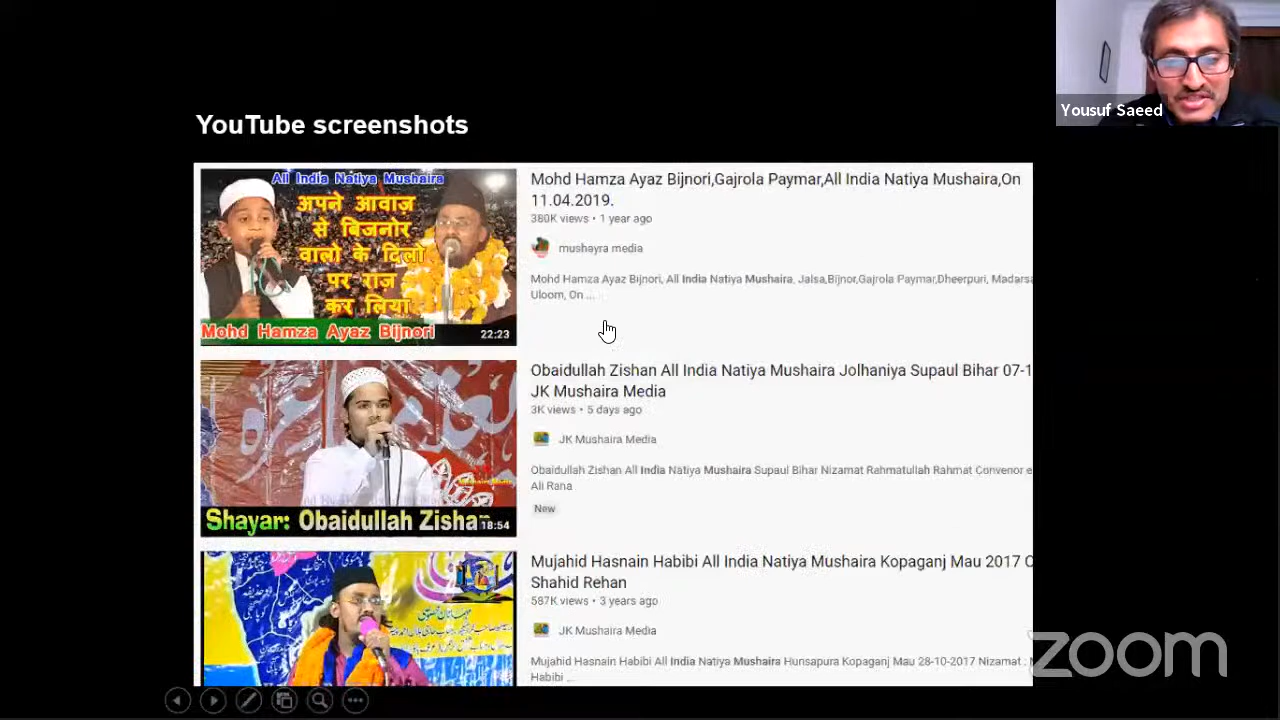 Yousuf Saeed
YouTube screenshots
All India Natiya Mushaira
अपने आवाज़
से बिजनोर
वालो के दिलो
पर राज
कर लिया
Mohd Hamza Ayaz Bijnori
22:23
Mohd Hamza Ayaz Bijnori,Gajrola Paymar,All India Natiya Mushaira,On
11.04.2019.
380K views • 1 year ago
mushayra media
Mohd Hamza Ayaz Bijnori, All India Natiya Mushaira, Jalsa,Bijnor,Gajrola Paymar,Dheerpuri, Madarsa
Uloom, On ...
Shayar: Obaidullah Zishan
18:54
Obaidullah Zishan All India Natiya Mushaira Jolhaniya Supaul Bihar 07-1
JK Mushaira Media
3K views • 5 days ago
JK Mushaira Media
Obaidullah Zishan All India Natiya Mushaira Supaul Bihar Nizamat Rahmatullah Rahmat Convenor e
Ali Rana
New
Mujahid Hasnain Habibi All India Natiya Mushaira Kopaganj Mau 2017 C
Shahid Rehan
587K views • 3 years ago
JK Mushaira Media
Mujahid Hasnain Habibi All India Natiya Mushaira Hunsapura Kopaganj Mau 28-10-2017 Nizamat :
Habibi ...
zoom